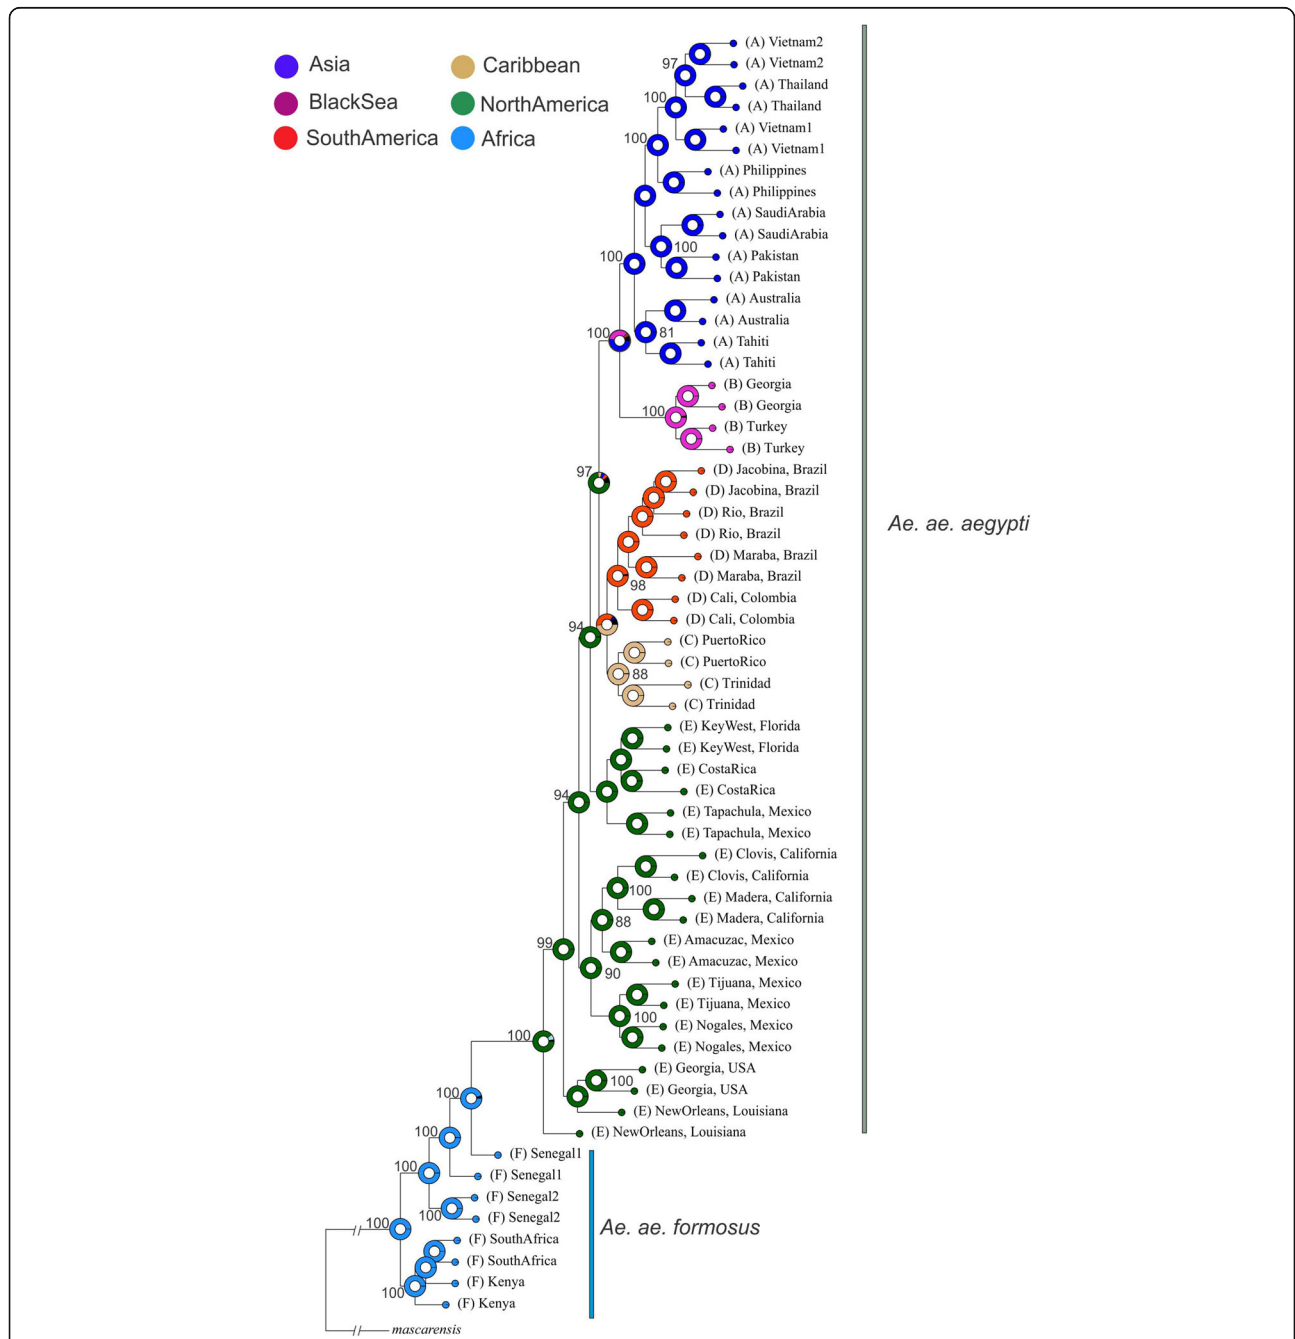 Asia
Caribbean
BlackSea
NorthAmerica
SouthAmerica
Africa
(A) Vietnam2
97
(A) Vietnam2
(A) Thailand
100
(A) Thailand
(A) Vietnam1
100
(A) Vietnam1
(A) Philippines
(A) Philippines
(A) SaudiArabia
(A) SaudiArabia
100
100
(A) Pakistan
(A) Pakistan
(A) Australia
(A) Australia
100
81
(A) Tahiti
(A) Tahiti
(B) Georgia
100
(B) Georgia
(B) Turkey
(B) Turkey
97
(D) Jacobina, Brazil
(D) Jacobina, Brazil
(D) Rio, Brazil
Ae. ae. aegypti
(D) Rio, Brazil
(D) Maraba, Brazil
98
(D) Maraba, Brazil
(D) Cali, Colombia
(D) Cali, Colombia
94
(C) PuertoRico
(C) PuertoRico
88
(C) Trinidad
(C) Trinidad
(E) KeyWest, Florida
(E) KeyWest, Florida
(E) CostaRica
94
(E) CostaRica
(E) Tapachula, Mexico
(E) Tapachula, Mexico
(E) Clovis, California
(E) Clovis, California
100
(E) Madera, California
88
(E) Madera, California
99
(E) Amacuzac, Mexico
(E) Amacuzac, Mexico
90
(E) Tijuana, Mexico
(E) Tijuana, Mexico
100
(E) Nogales, Mexico
100
(E) Nogales, Mexico
(E) Georgia, USA
100
100
(E) Georgia, USA
(E) NewOrleans, Louisiana
100
(E) NewOrleans, Louisiana
(F) Senegal1
100
(F) Senegal1
(F) Senegal2
100
(F) Senegal2
100
Ae. ae. formosus
(F) SouthAfrica
(F) SouthAfrica
(F) Kenya
100
(F) Kenya
mascarensis